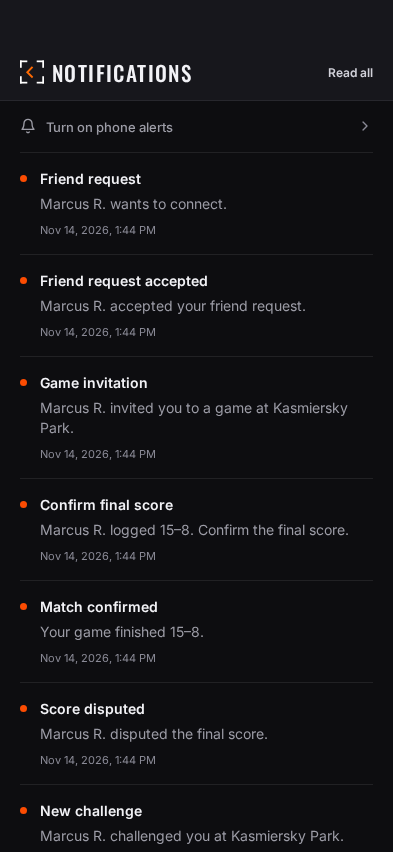 NOTIFICATIONS
Read all
Turn on phone alerts
Friend request
Marcus R. wants to connect.
Nov 14, 2026, 1:44 PM
Friend request accepted
Marcus R. accepted your friend request.
Nov 14, 2026, 1:44 PM
Game invitation
Marcus R. invited you to a game at Kasmiersky
Park.
Nov 14, 2026, 1:44 PM
Confirm final score
Marcus R. logged 15–8. Confirm the final score.
Nov 14, 2026, 1:44 PM
Match confirmed
Your game finished 15–8.
Nov 14, 2026, 1:44 PM
Score disputed
Marcus R. disputed the final score.
Nov 14, 2026, 1:44 PM
New challenge
Marcus R. challenged you at Kasmiersky Park.